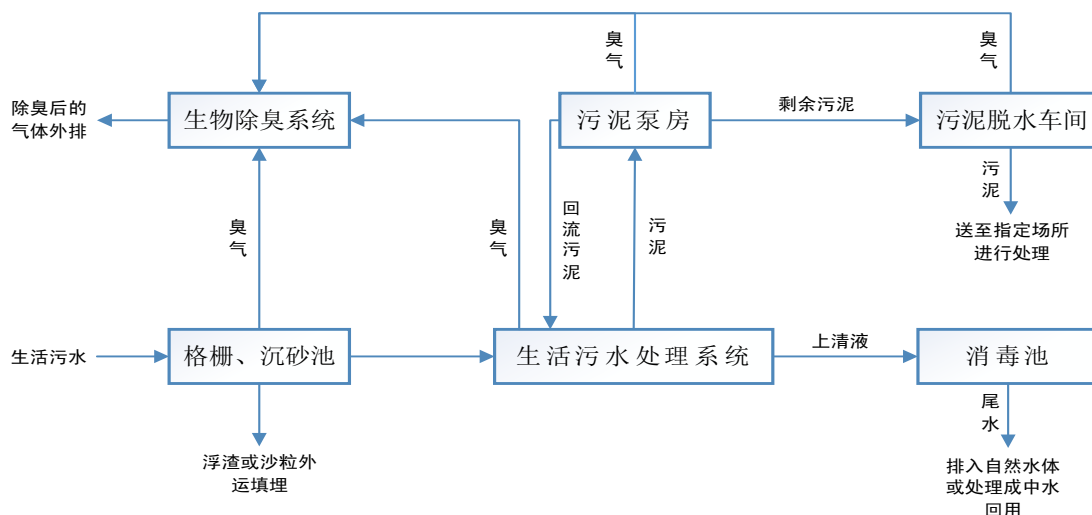 臭气
臭气
除臭后的
气体外排
生物除臭系统
污泥泵房
剩余污泥
污泥脱水车间
臭气
臭气
回流污泥
污泥
污泥
送至指定场所
进行处理
生活污水
格栅、沉砂池
生活污水处理系统
上清液
消毒池
尾水
浮渣或沙粒外
运填埋
排入自然水体
或处理成中水
回用